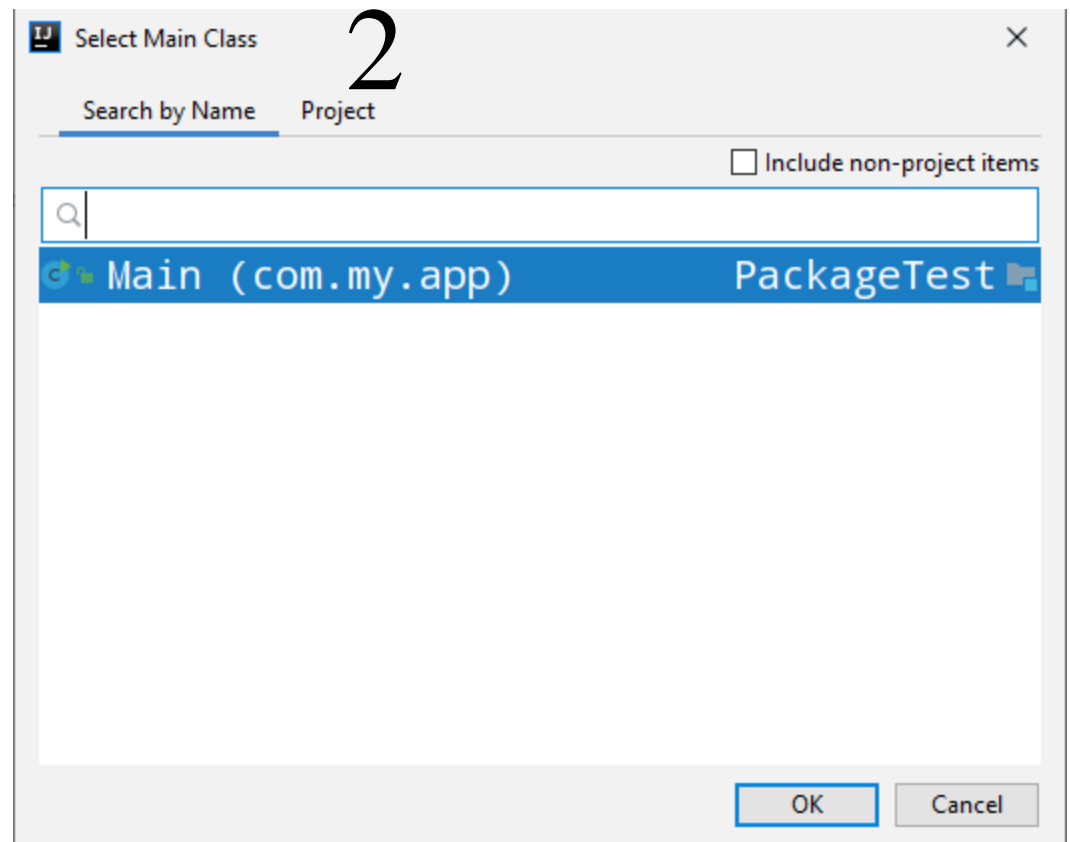 IJ
Select Main Class
2
Search by Name Project
Include non-project items
Main (com.my.app) PackageTest
OK Cancel